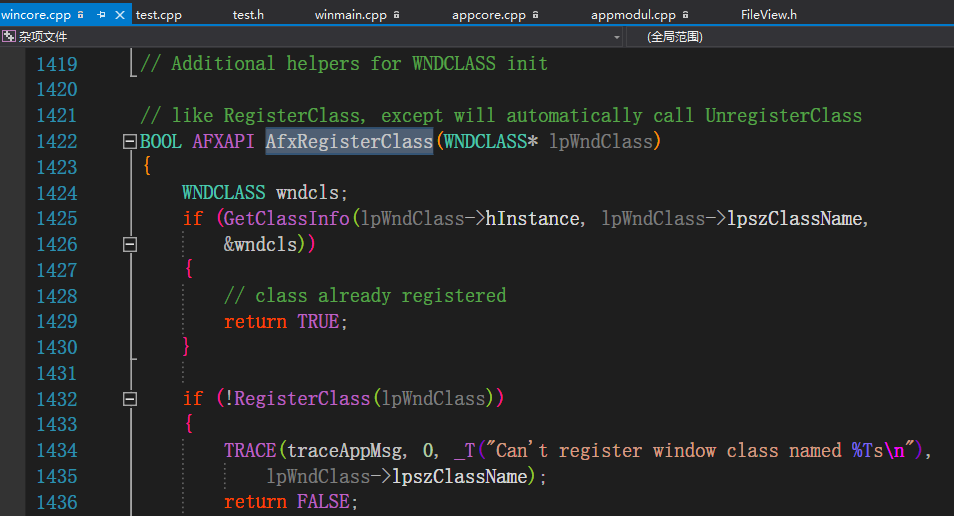 wincore.cpp test.cpp test.h winmain.cpp appcore.cpp appmodul.cpp FileView.h
杂项文件 (全局范围)
1419 // Additional helpers for WNDCLASS init
1420
1421 // like RegisterClass, except will automatically call UnregisterClass
1422 BOOL AFXAPI AfxRegisterClass(WNDCLASS* lpWndClass)
1423 {
1424 WNDCLASS wndcls;
1425 if (GetClassInfo(lpWndClass->hInstance, lpWndClass->lpszClassName,
1426 &wndcls))
1427 {
1428 // class already registered
1429 return TRUE;
1430 }
1431
1432 if (!RegisterClass(lpWndClass))
1433 {
1434 TRACE(traceAppMsg, 0, _T("Can't register window class named %Ts\n"),
1435 lpWndClass->lpszClassName);
1436 return FALSE;